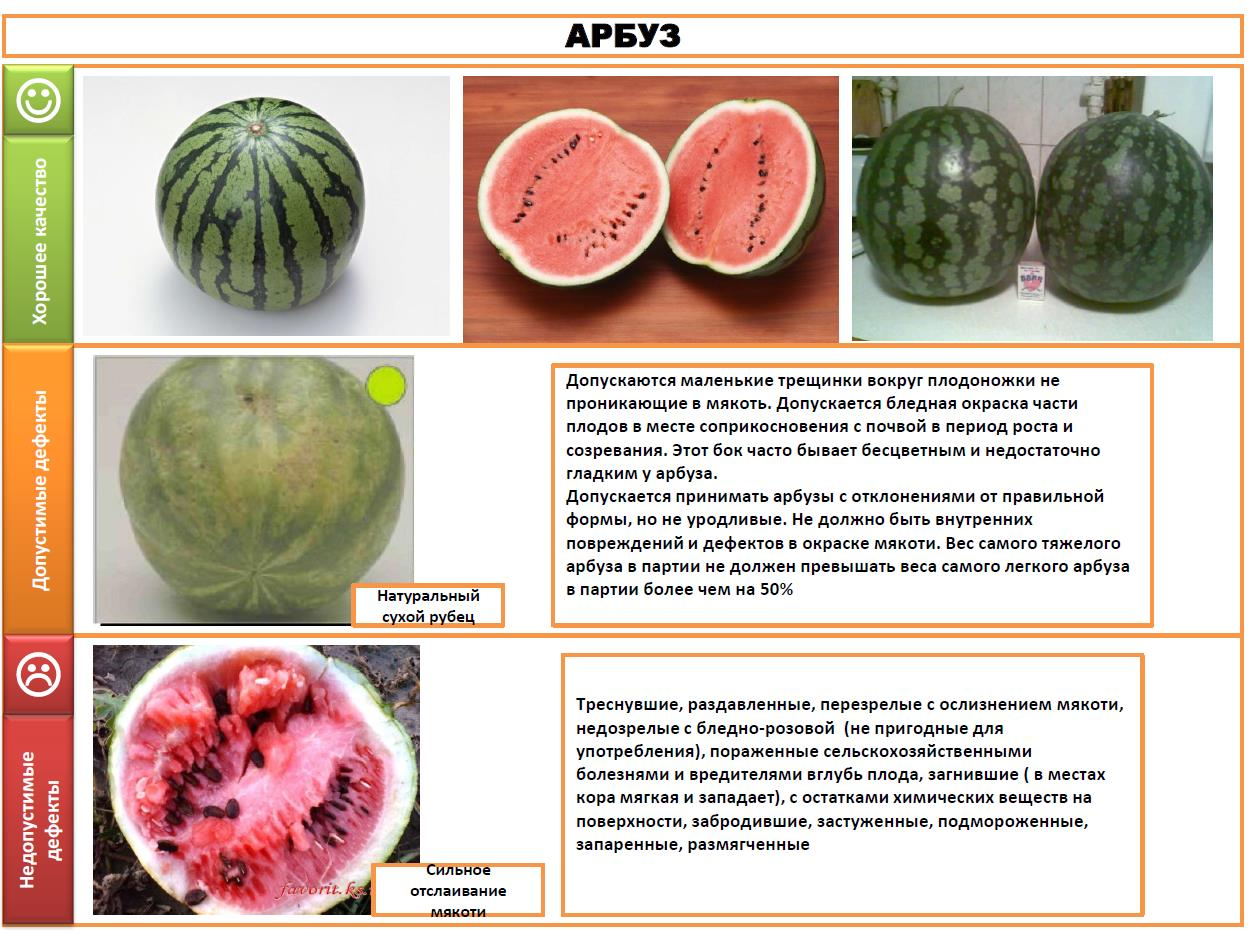 АРБУЗ
Хорошее качество
Допустимые дефекты
Натуральный
сухой рубец
Допускаются маленькие трещинки вокруг плодоножки не
проникающие в мякоть. Допускается бледная окраска части
плодов в месте соприкосновения с почвой в период роста и
созревания. Этот бок часто бывает бесцветным и недостаточно
гладким у арбуза.
Допускается принимать арбузы с отклонениями от правильной
формы, но не уродливые. Не должно быть внутренних
повреждений и дефектов в окраске мякоти. Вес самого тяжелого
арбуза в партии не должен превышать веса самого легкого арбуза
в партии более чем на 50%
Недопустимые
дефекты
favorit.ks
Сильное
отслаивание
мякоти
Треснувшие, раздавленные, перезрелые с ослизнением мякоти,
недозрелые с бледно-розовой (не пригодные для
употребления), пораженные сельскохозяйственными
болезнями и вредителями вглубь плода, загнившие ( в местах
кора мягкая и западает), с остатками химических веществ на
поверхности, забродившие, застуженные, подмороженные,
запаренные, размягченные